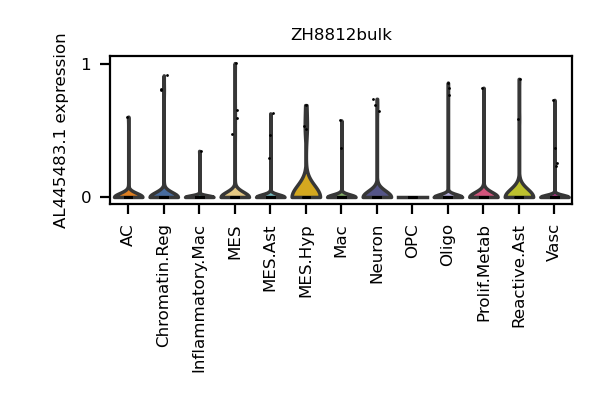 ZH8812bulk
AL445483.1 expression
1
0
AC
Chromatin.Reg
Inflammatory.Mac
MES
MES.Ast
MES.Hyp
Mac
Neuron
OPC
Oligo
Prolif.Metab
Reactive.Ast
Vasc